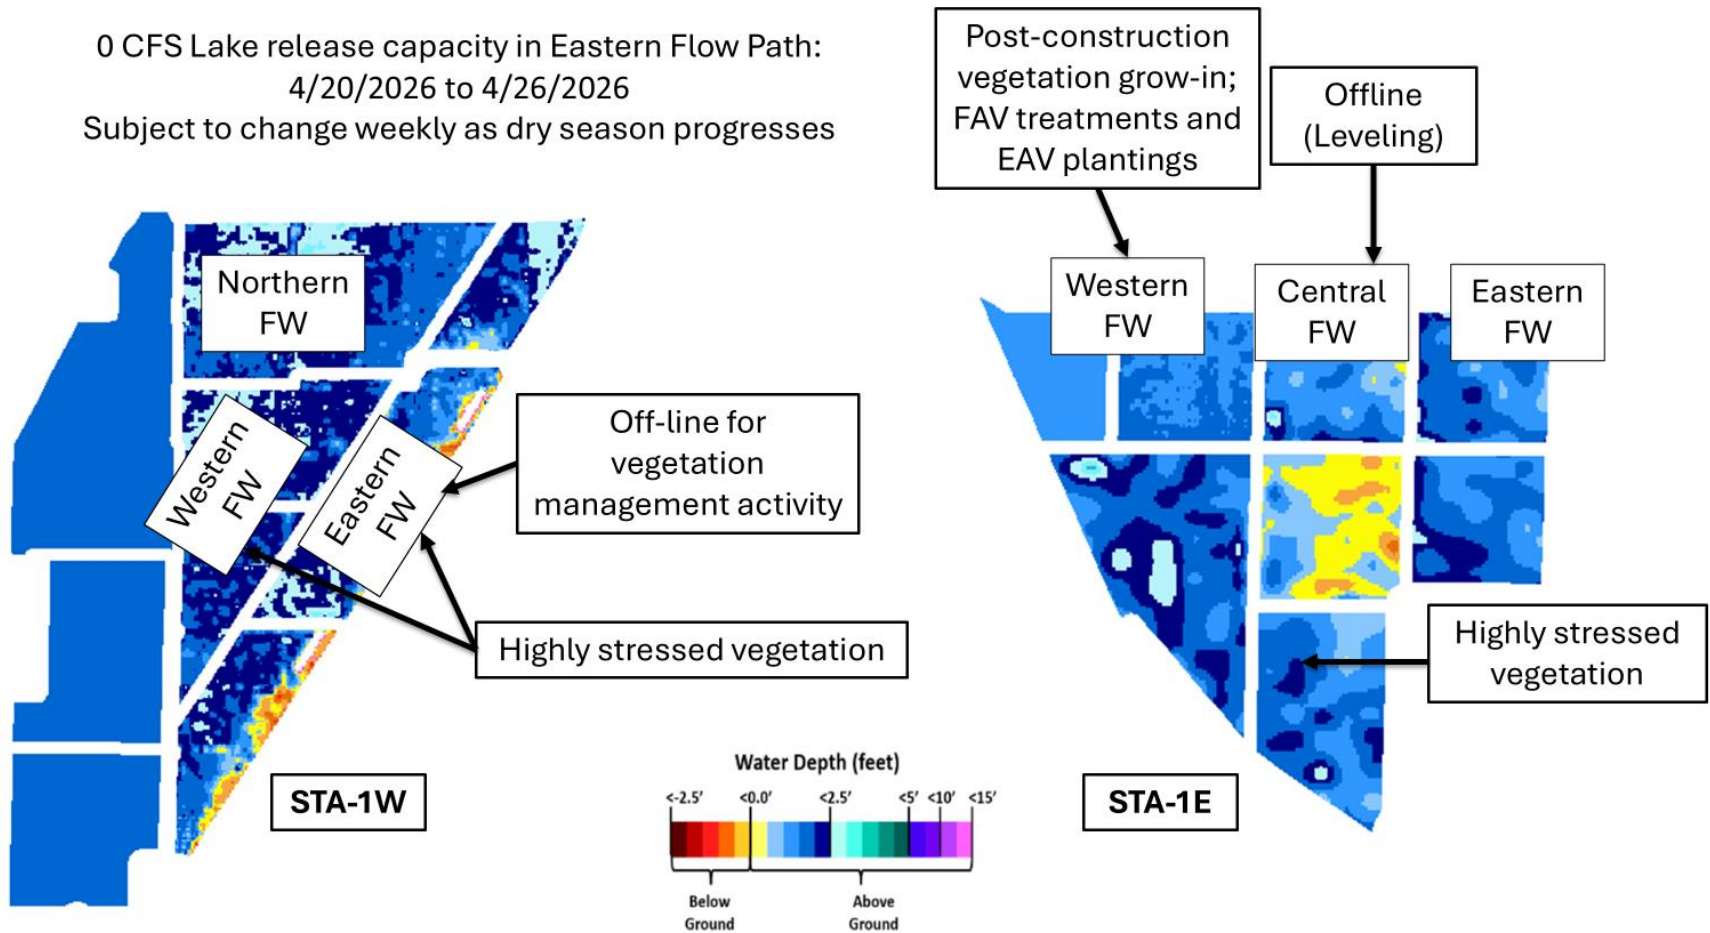 0 CFS Lake release capacity in Eastern Flow Path:
4/20/2026 to 4/26/2026
Subject to change weekly as dry season progresses
Post-construction
vegetation grow-in;
FAV treatments and
EAV plantings
Offline
(Leveling)
Northern
FW
Western
FW
Eastern
FW
Off-line for
vegetation
management activity
Highly stressed vegetation
STA-1W
Western
FW
Central
FW
Eastern
FW
Highly stressed
vegetation
STA-1E
Water Depth (feet)
<-2.5' <0.0' <2.5' <5' <10' <15'
Below
Ground
Above
Ground